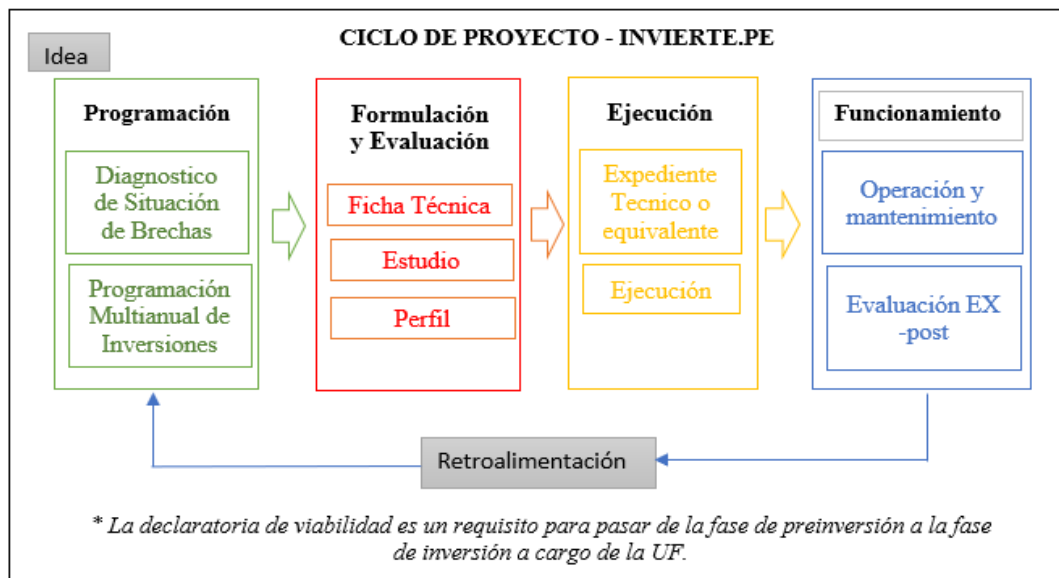 CICLO DE PROYECTO - INVIERTE.PE
Idea
Programación
Diagnostico
de Situación
de Brechas
Programación
Multianual de
Inversiones
Formulación
y Evaluación
Ficha Técnica
Estudio
Perfil
Ejecución
Expediente
Tecnico o
equivalente
Ejecución
Funcionamiento
Operación y
mantenimiento
Evaluación EX
-post
Retroalimentación
* La declaratoria de viabilidad es un requisito para pasar de la fase de preinversión a la fase
de inversión a cargo de la UF.